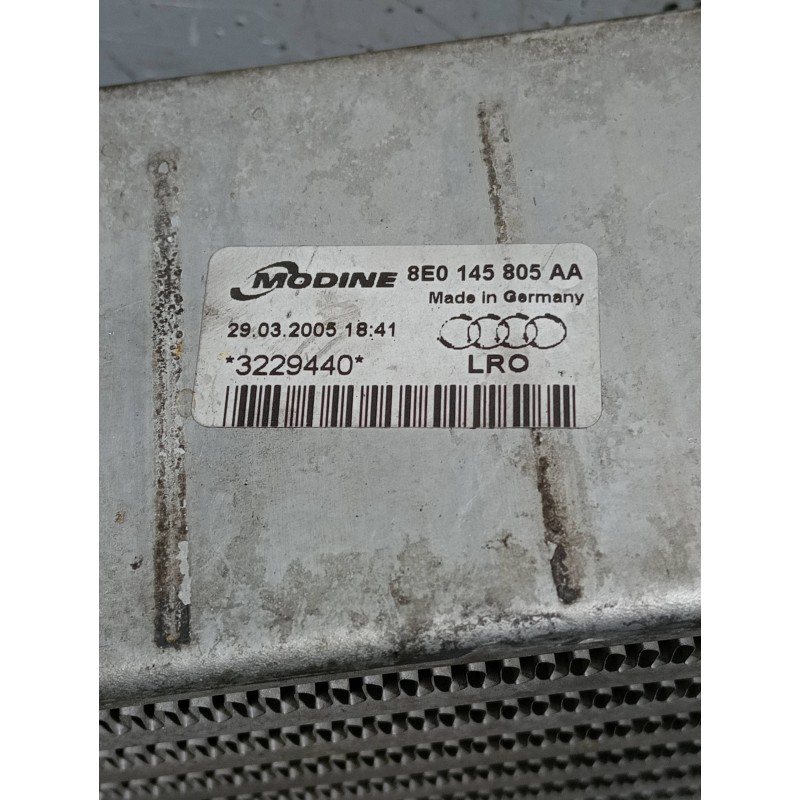 MODINE 8E0 145 805 AA
Made in Germany
29.03.2005 18:41
*3229440* LRO